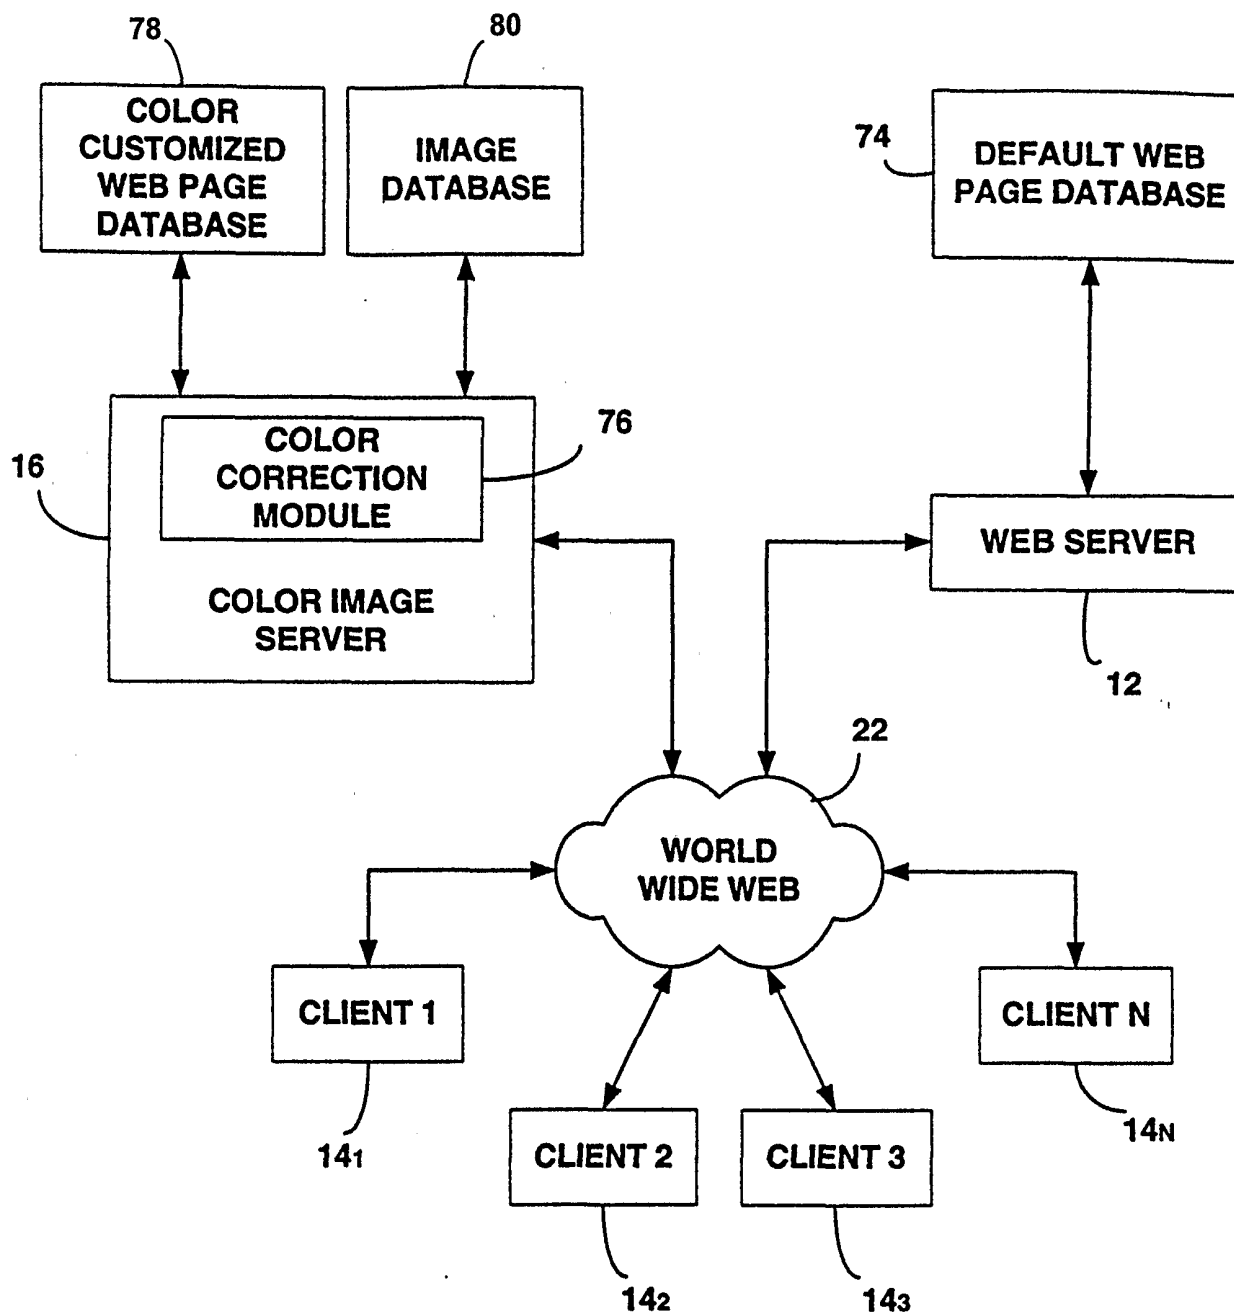 78
80
COLOR
CUSTOMIZED
WEB PAGE
DATABASE
IMAGE
DATABASE
74
DEFAULT WEB
PAGE DATABASE
16
COLOR
CORRECTION
MODULE
76
COLOR IMAGE
SERVER
WEB SERVER
12
22
WORLD
WIDE WEB
CLIENT 1
CLIENT N
141
14N
CLIENT 2
CLIENT 3
142
143